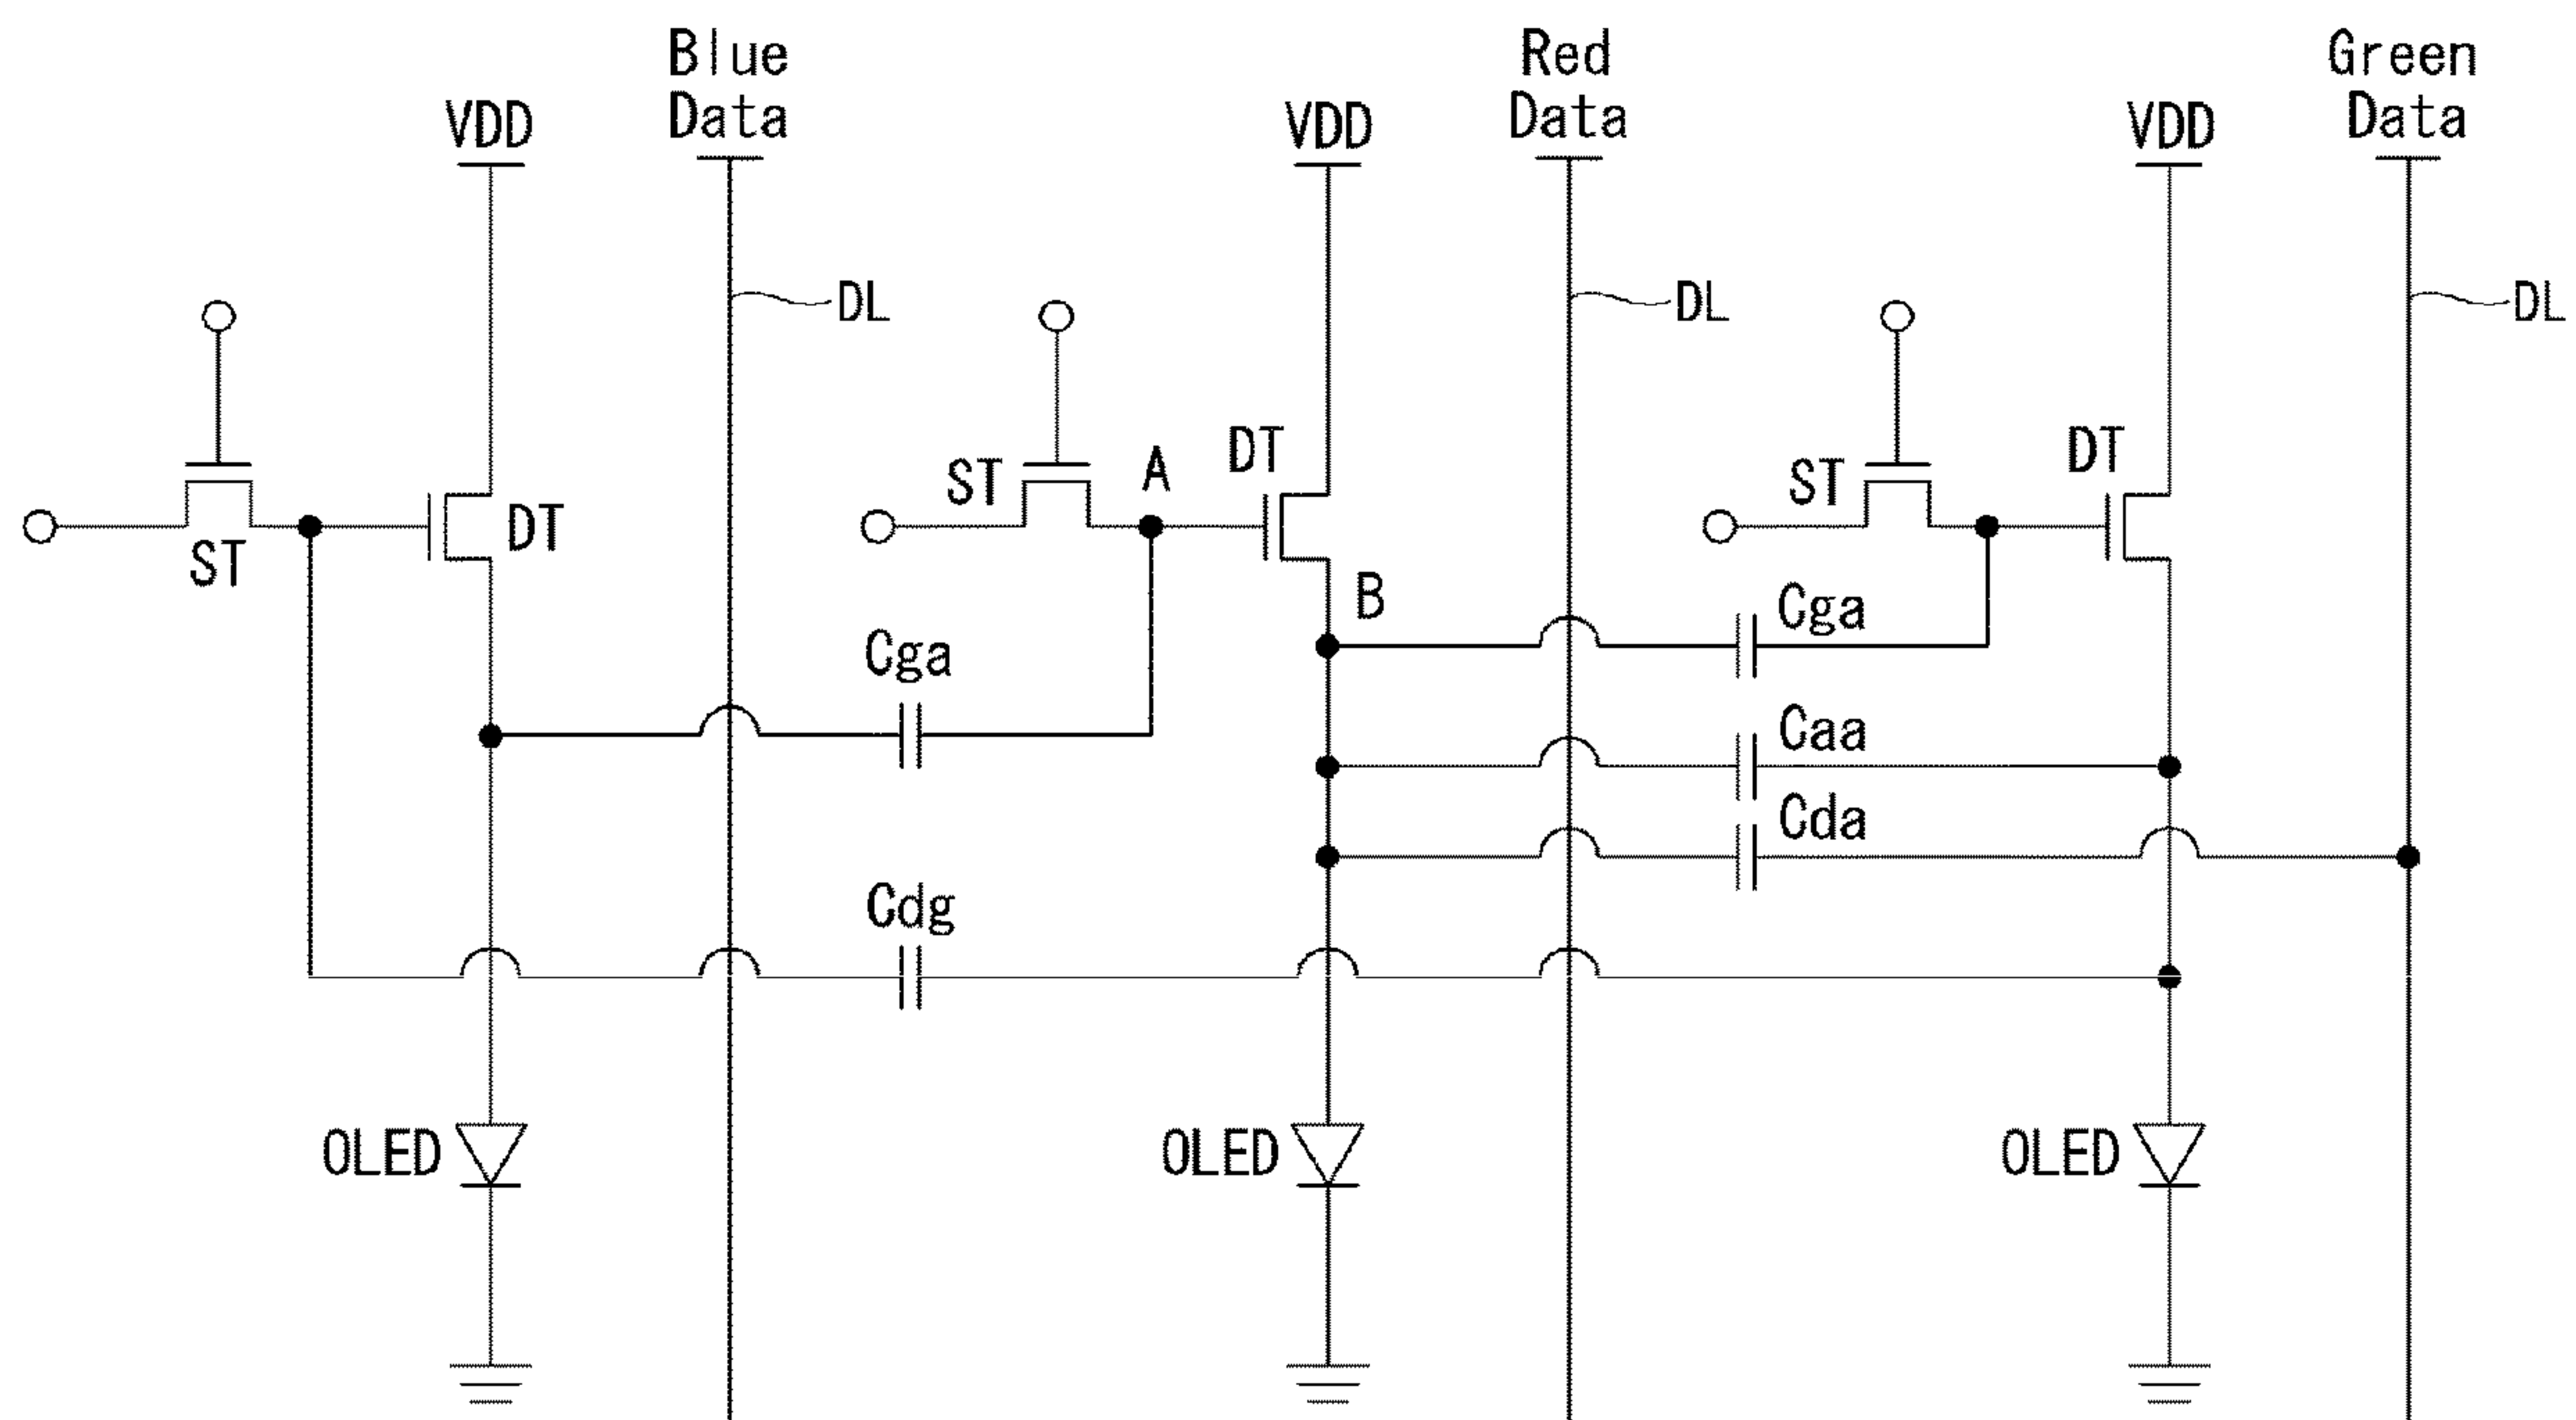 Blue
Data
Red
Data
Green
Data
VDD
VDD
VDD
DL
DL
DL
ST
DT
ST
A
DT
ST
DT
B
Cga
Cga
Caa
Cda
Cdg
OLED
OLED
OLED